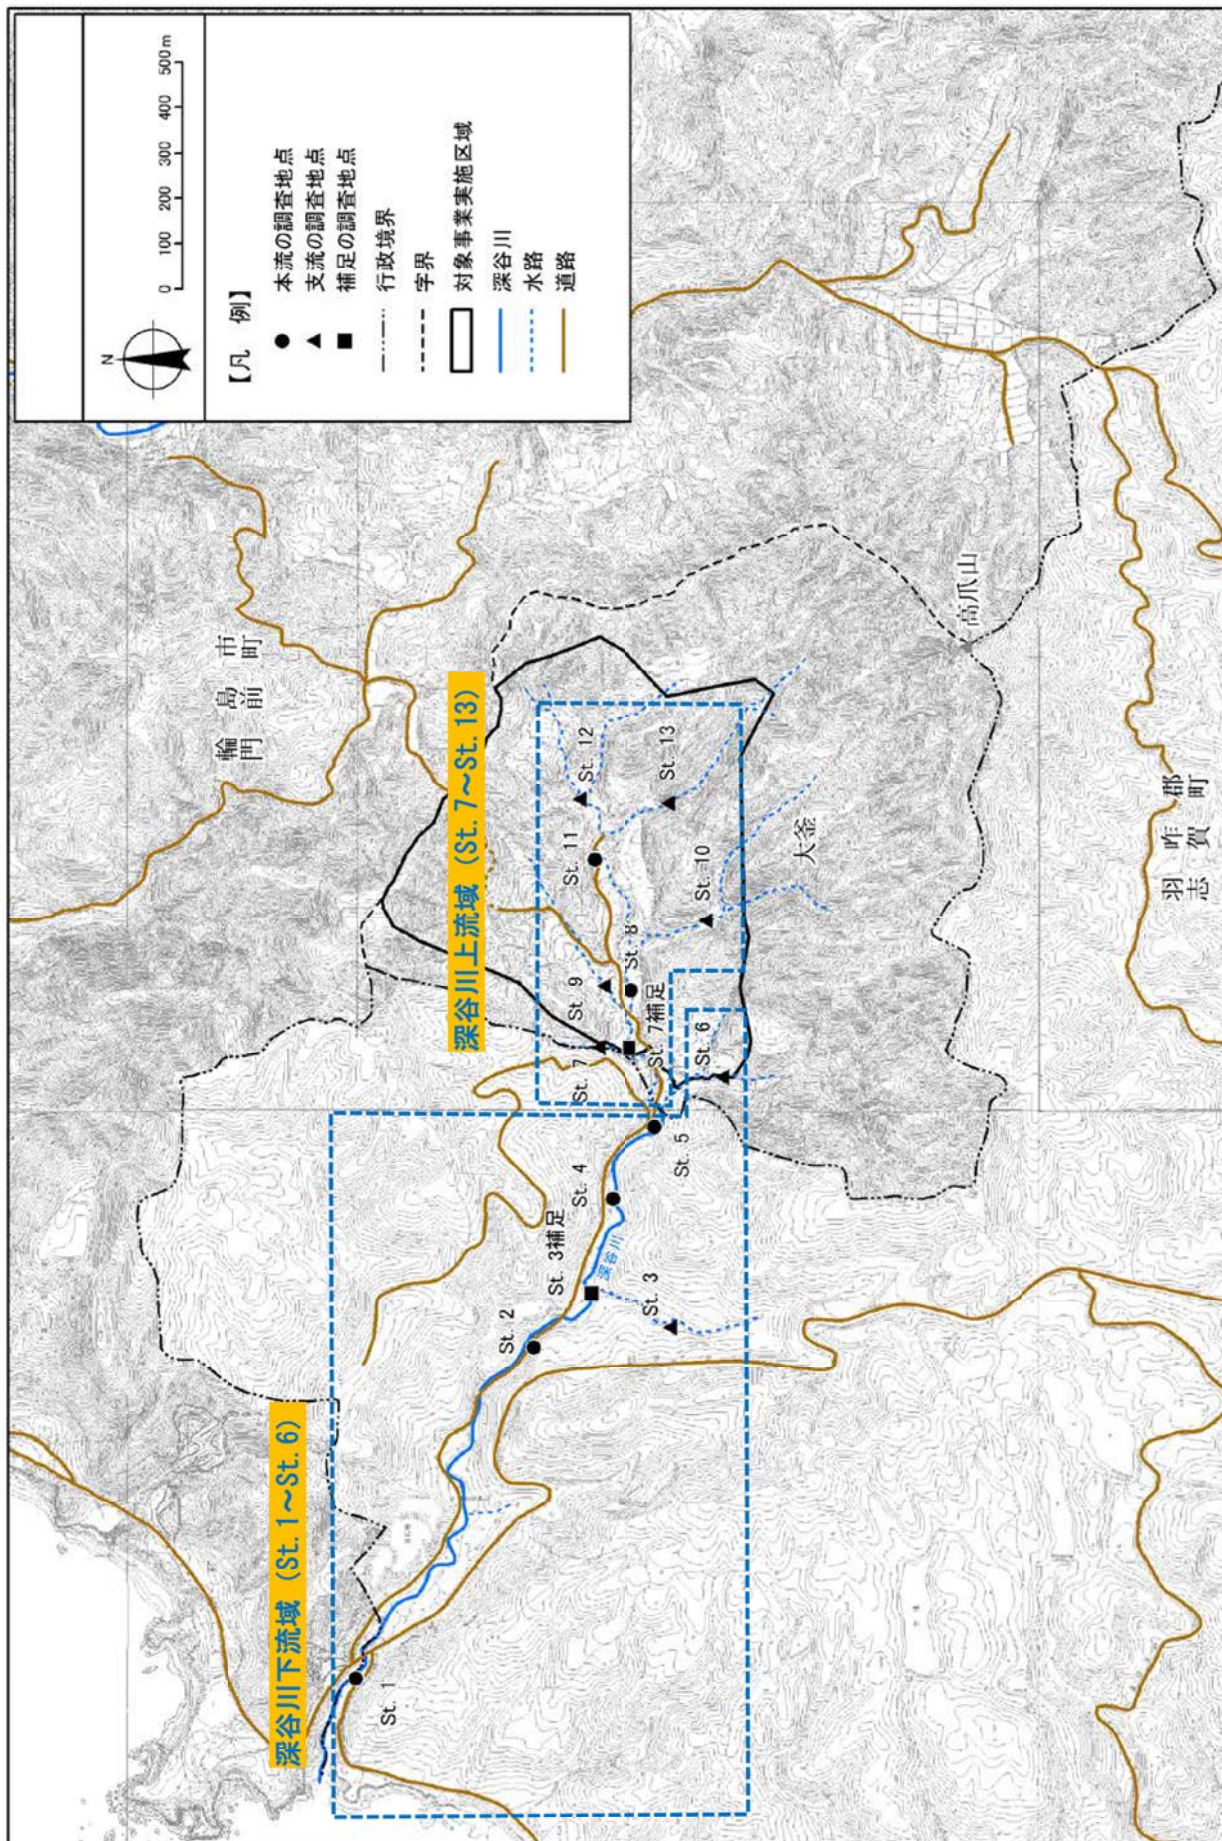 0 100 200 300 400 500m
N
【凡 例】
本流の調査地点
支流の調査地点
補足の調査地点
行政境界
字界
対象事業実施区域
深谷川
水路
道路
輪島市
門前町
深谷川上流域 (St. 7～St. 13)
St. 12
St. 13
St. 11
St. 10
St. 8
St. 9
St. 7
St. 7補足
St. 6
大釜
高爪山
羽咋郡
志賀町
深谷川下流域 (St. 1～St. 6)
St. 5
St. 4
St. 3補足
深谷川
St. 3
St. 2
St. 1